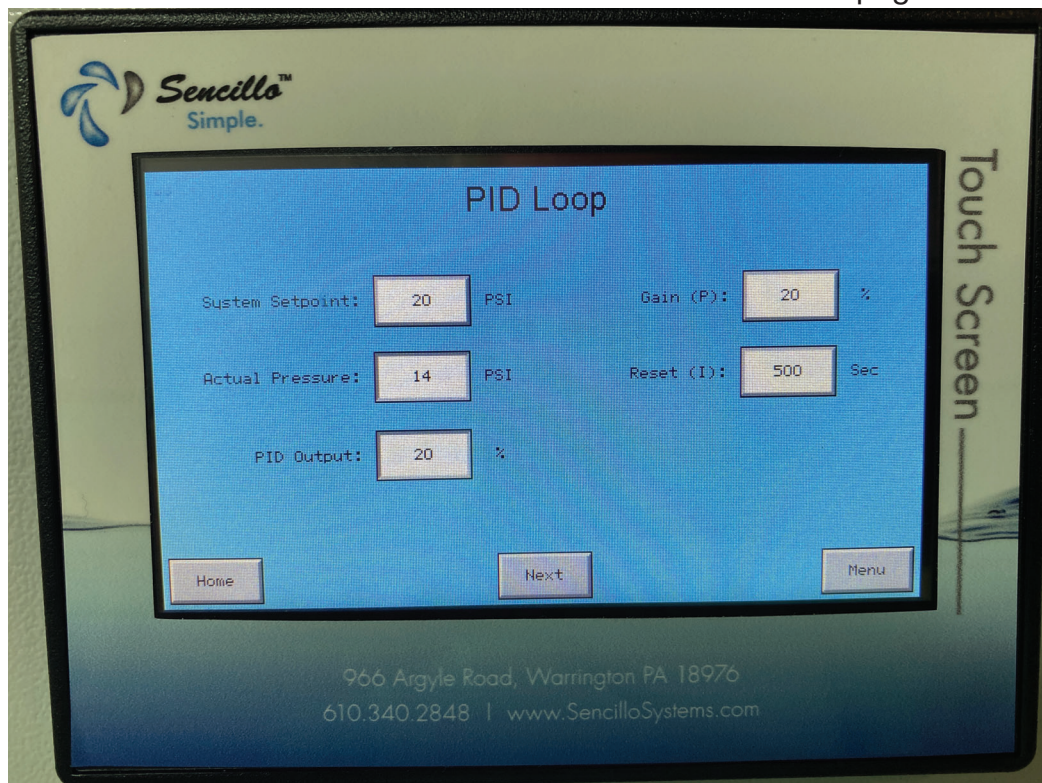 Sencillo™
Simple.
Touch Screen
PID Loop
System Setpoint: 20 PSI
Gain (P): 20 %
Actual Pressure: 14 PSI
Reset (I): 500 Sec
PID Output: 20 %
Home
Next
Menu
966 Argyle Road, Warrington PA 18976
610.340.2848 | www.SencilloSystems.com